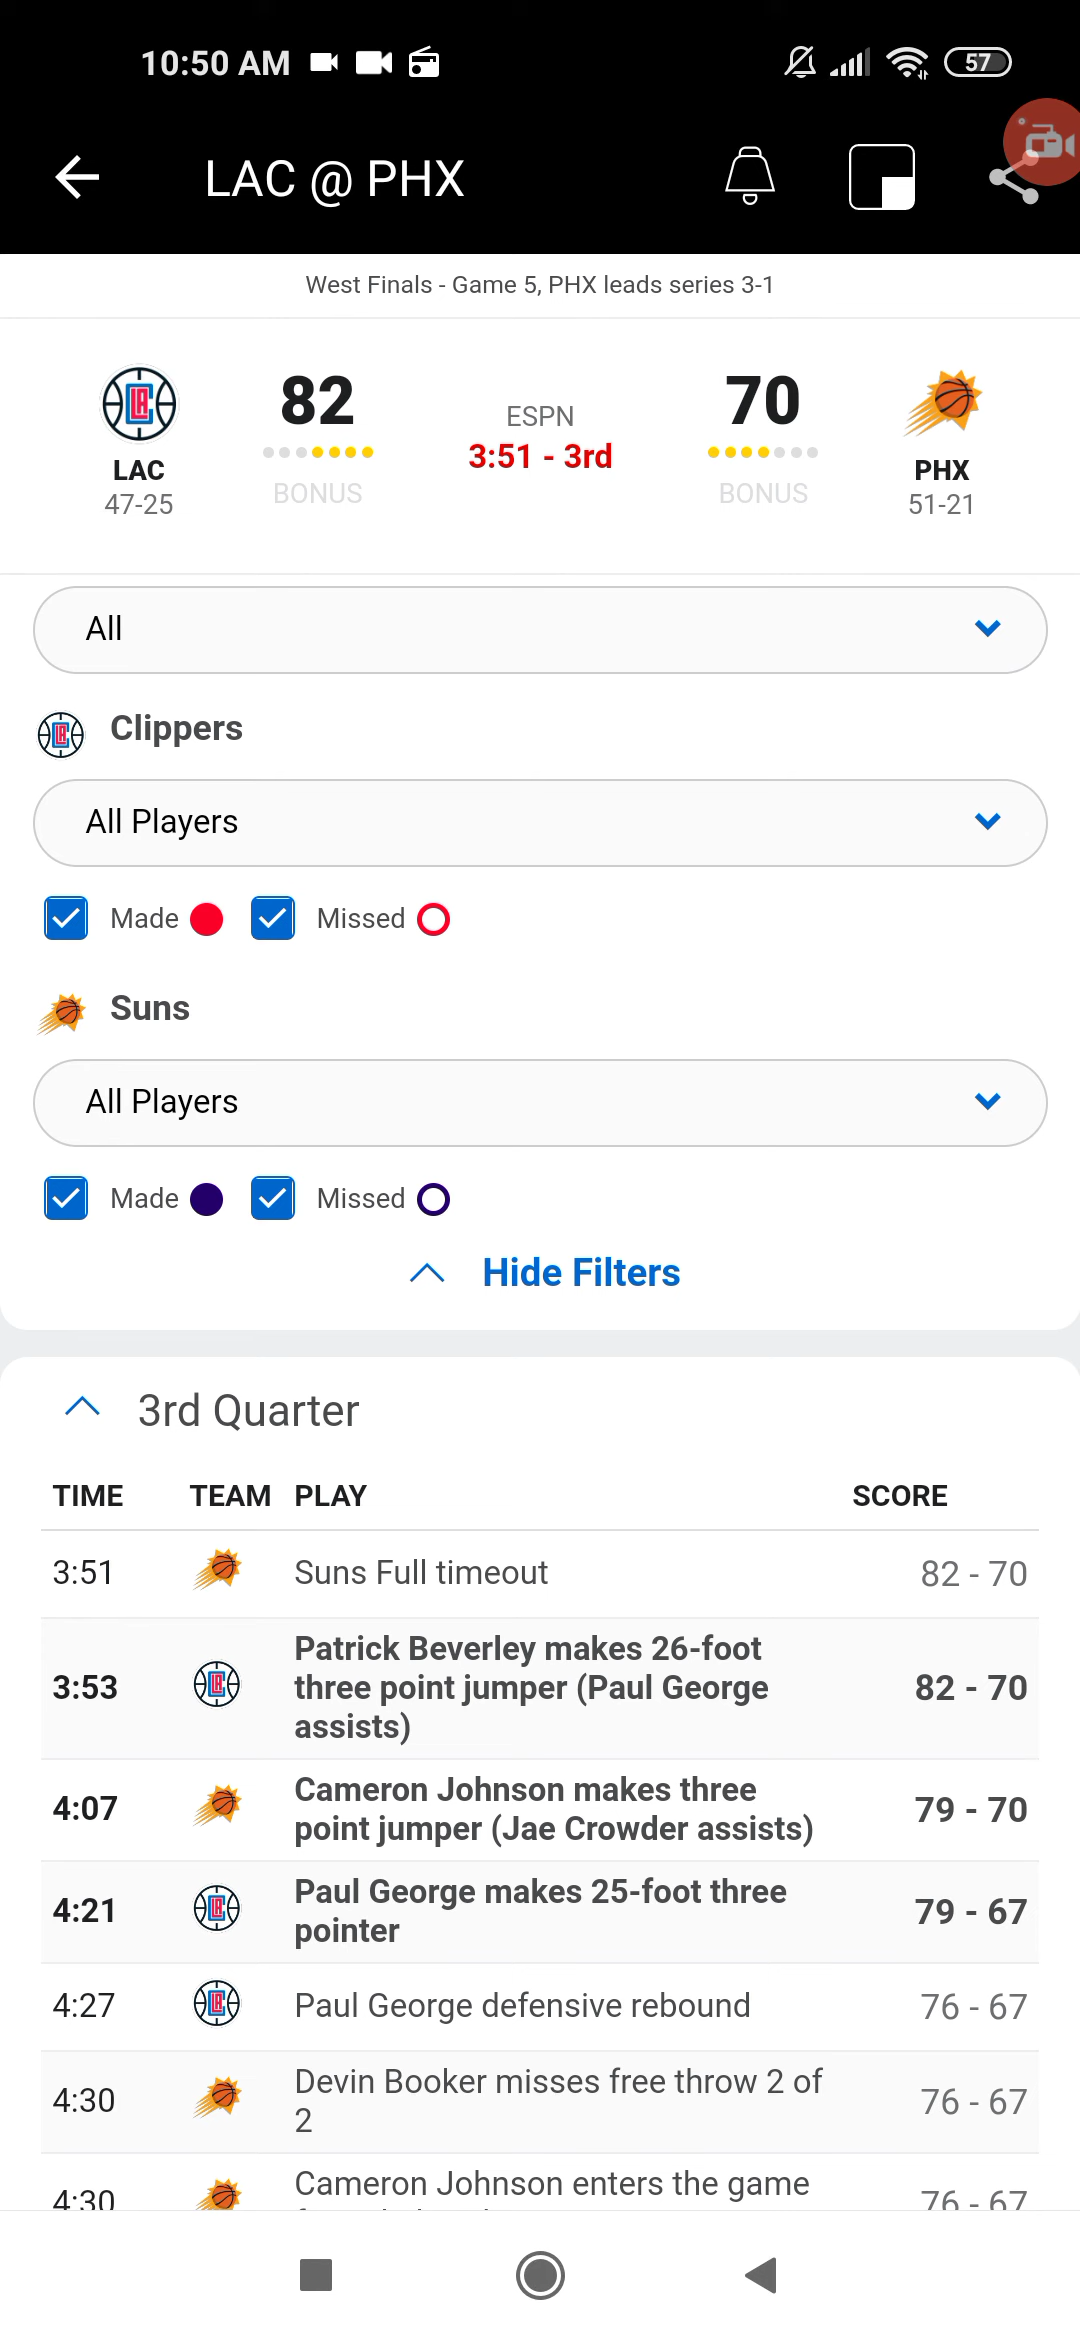 10:50 AM
57
LAC @ PHX
West Finals - Game 5, PHX leads series 3-1
82
ESPN
70
3:51 - 3rd
LAC
PHX
47-25
BONUS
BONUS
51-21
All
Clippers
All Players
Made
Missed
Suns
All Players
Made
Missed
Hide Filters
3rd Quarter
TIME TEAM PLAY SCORE
3:51 Suns Full timeout 82 - 70
Patrick Beverley makes 26-foot
3:53 three point jumper (Paul George 82 - 70
assists)
4:07 Cameron Johnson makes three 79 - 70
point jumper (Jae Crowder assists)
4:21 Paul George makes 25-foot three 79 - 67
pointer
4:27 Paul George defensive rebound 76 - 67
4:30 Devin Booker misses free throw 2 of 76 - 67
2
4:30 Cameron Johnson enters the game 76 - 67